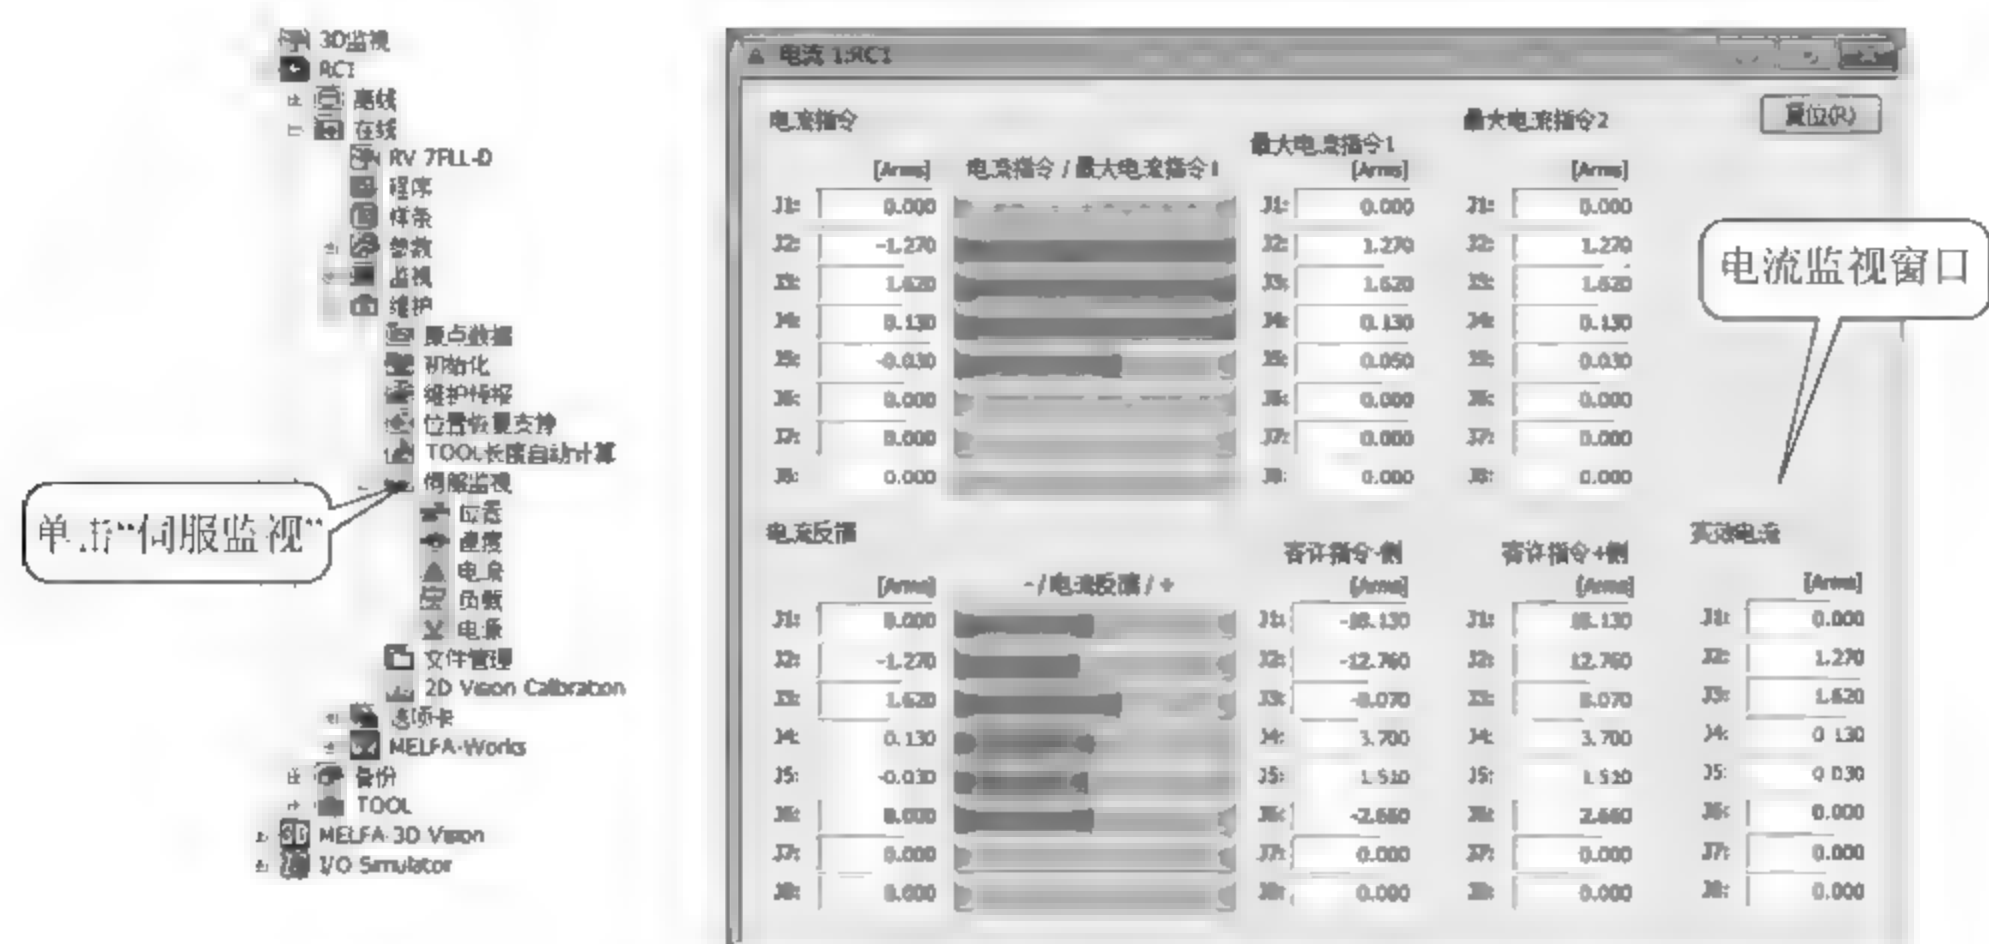 3D监视
RC1
离线
在线
RV 7FLL-D
程序
样条
参数
监视
维护
原点数据
初始化
维护预报
位置恢复支持
TOOL长度自动计算
伺服监视
位置
速度
电流
负载
电源
文件管理
2D Vision Calibration
选项卡
MELFA-Works
备份
TOOL
MELFA-3D Vision
I/O Simulator
单击“伺服监视”
电流 1:RC1
复位(R)
电流指令
最大电流指令1
最大电流指令2
[Arms] 电流指令 / 最大电流指令1 [Arms] [Arms]
J1: 0.000 J1: 0.000 J1: 0.000
J2: -1.270 J2: 1.270 J2: 1.270
J3: 1.620 J3: 1.620 J3: 1.620
J4: 0.130 J4: 0.130 J4: 0.130
J5: -0.030 J5: 0.050 J5: 0.030
J6: 0.000 J6: 0.000 J6: 0.000
J7: 0.000 J7: 0.000 J7: 0.000
J8: 0.000 J8: 0.000 J8: 0.000
电流监视窗口
电流反馈 容许指令-侧 容许指令+侧 实效电流
[Arms] - / 电流反馈 / + [Arms] [Arms] [Arms]
J1: 0.000 J1: -18.130 J1: 18.130 J1: 0.000
J2: -1.270 J2: -12.760 J2: 12.760 J2: 1.270
J3: 1.620 J3: -8.070 J3: 8.070 J3: 1.620
J4: 0.130 J4: 3.700 J4: 3.700 J4: 0 130
J5: -0.030 J5: 1 510 J5: 1 510 J5: 0 030
J6: 0.000 J6: -2.660 J6: 2.660 J6: 0.000
J7: 0.000 J7: 0.000 J7: 0.000 J7: 0.000
J8: 0.000 J8: 0.000 J8: 0.000 J8: 0.000